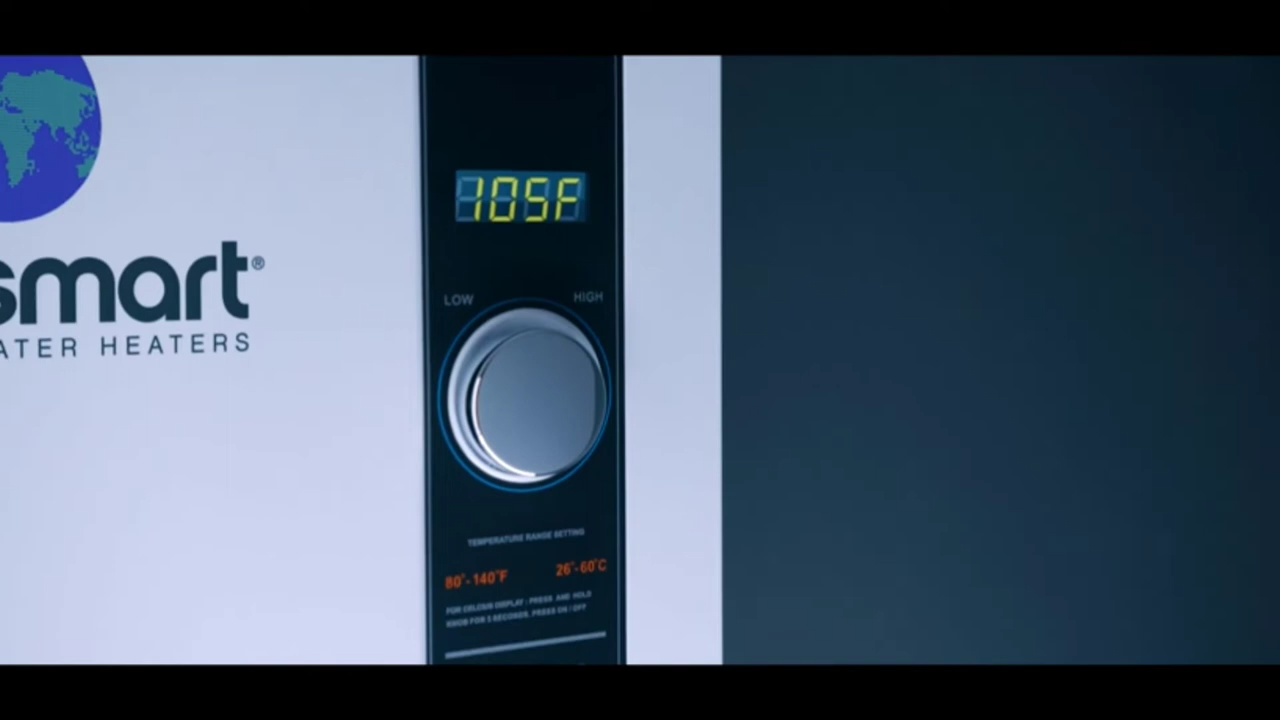 smart®
ATER HEATERS
105F
LOW HIGH
TEMPERATURE RANGE SETTING
80°-140°F 26°-60°C
FOR CELCIUS DISPLAY : PRESS AND HOLD
KNOB FOR 5 SECONDS. PRESS ON / OFF